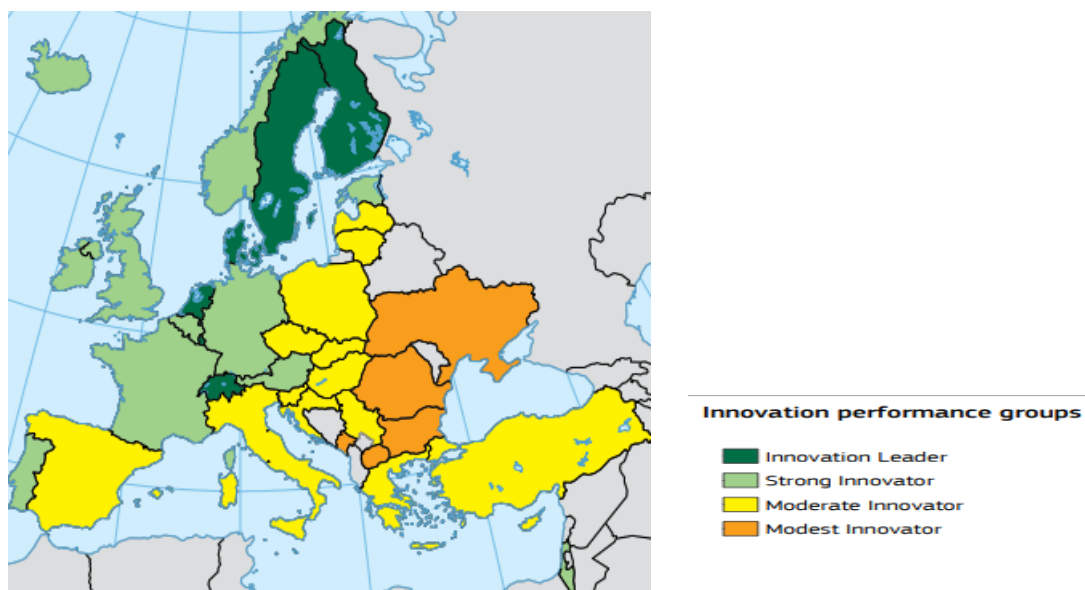 Innovation performance groups
Innovation Leader
Strong Innovator
Moderate Innovator
Modest Innovator